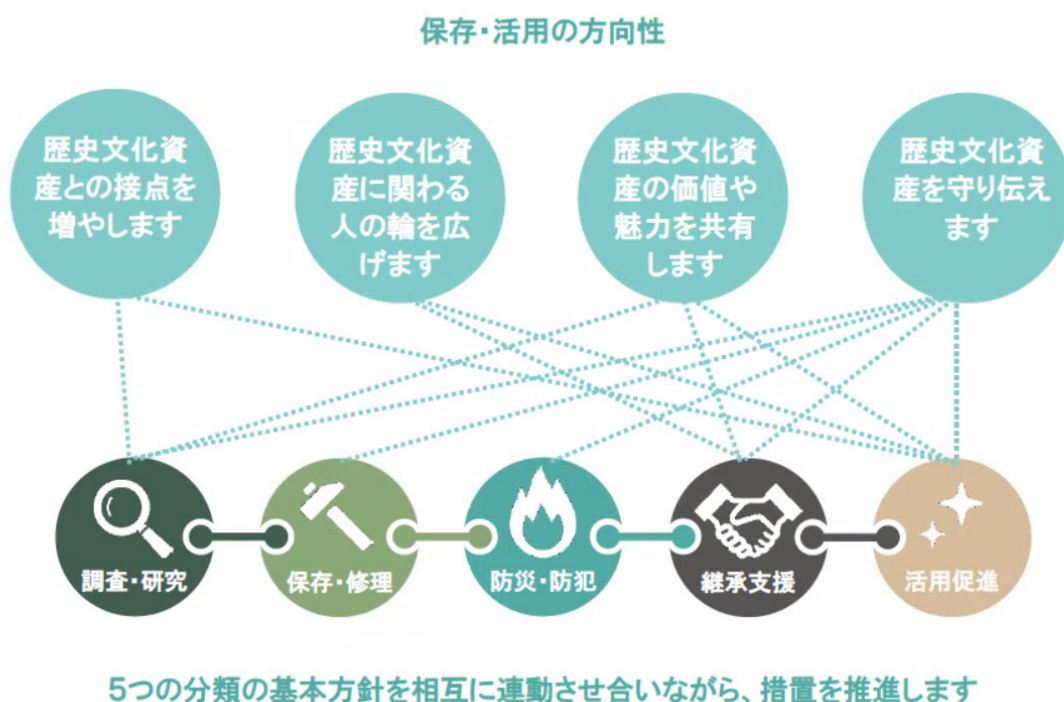 保存・活用の方向性
歴史文化資
産との接点を
増やします
歴史文化資
産に関わる
人の輪を広
げます
歴史文化資
産の価値や
魅力を共有
します
歴史文化資
産を守り伝え
ます
調査・研究
保存・修理
防災・防犯
継承支援
活用促進
5つの分類の基本方針を相互に連動させ合いながら、措置を推進します